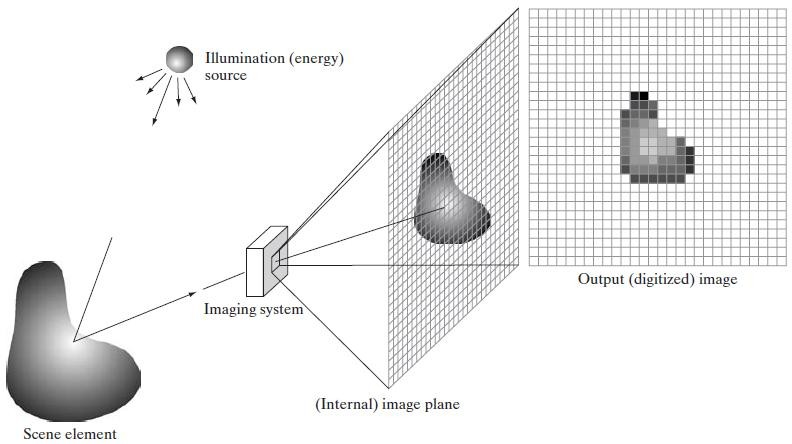 Illumination (energy)
source
Output (digitized) image
Imaging system
(Internal) image plane
Scene element